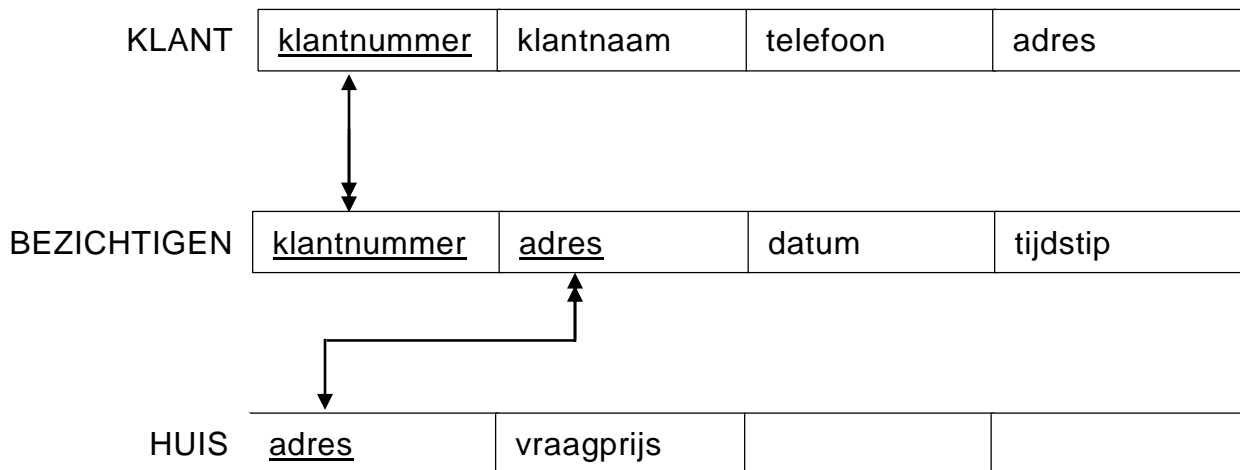 KLANT klantnummer klantnaam telefoon adres
BEZICHTIGEN klantnummer adres datum tijdstip
HUIS adres vraagprijs